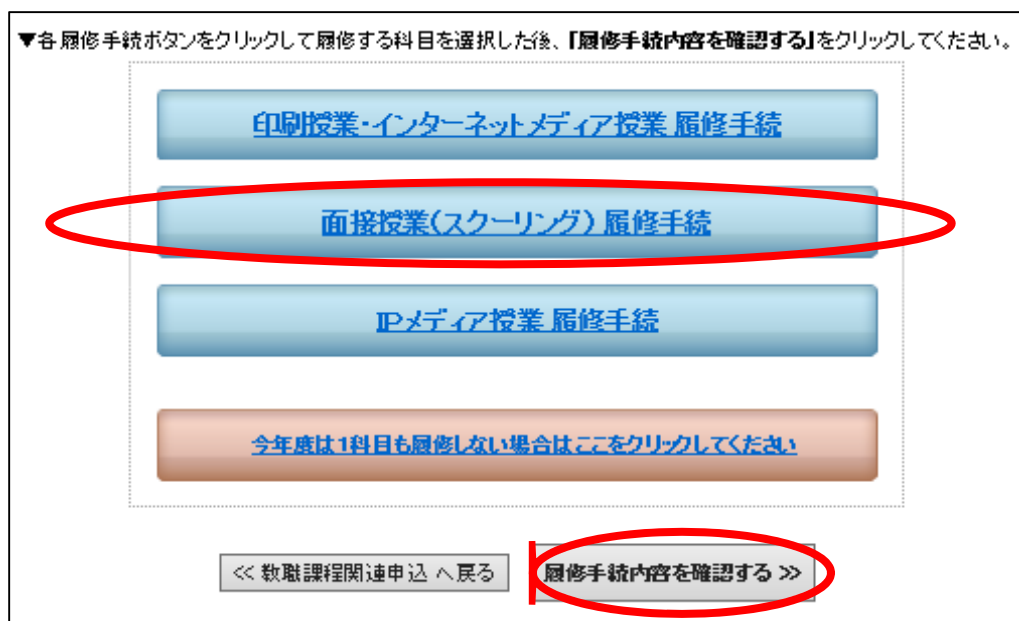 ▼各履修手続ボタンをクリックして履修する科目を選択した後、「履修手続内容を確認する」をクリックしてください。
印刷授業・インターネットメディア授業 履修手続
面接授業(スクーリング) 履修手続
IPメディア授業 履修手続
今年度は1科目も履修しない場合はここをクリックしてください
<< 教職課程関連申込 へ戻る
履修手続内容を確認する >>